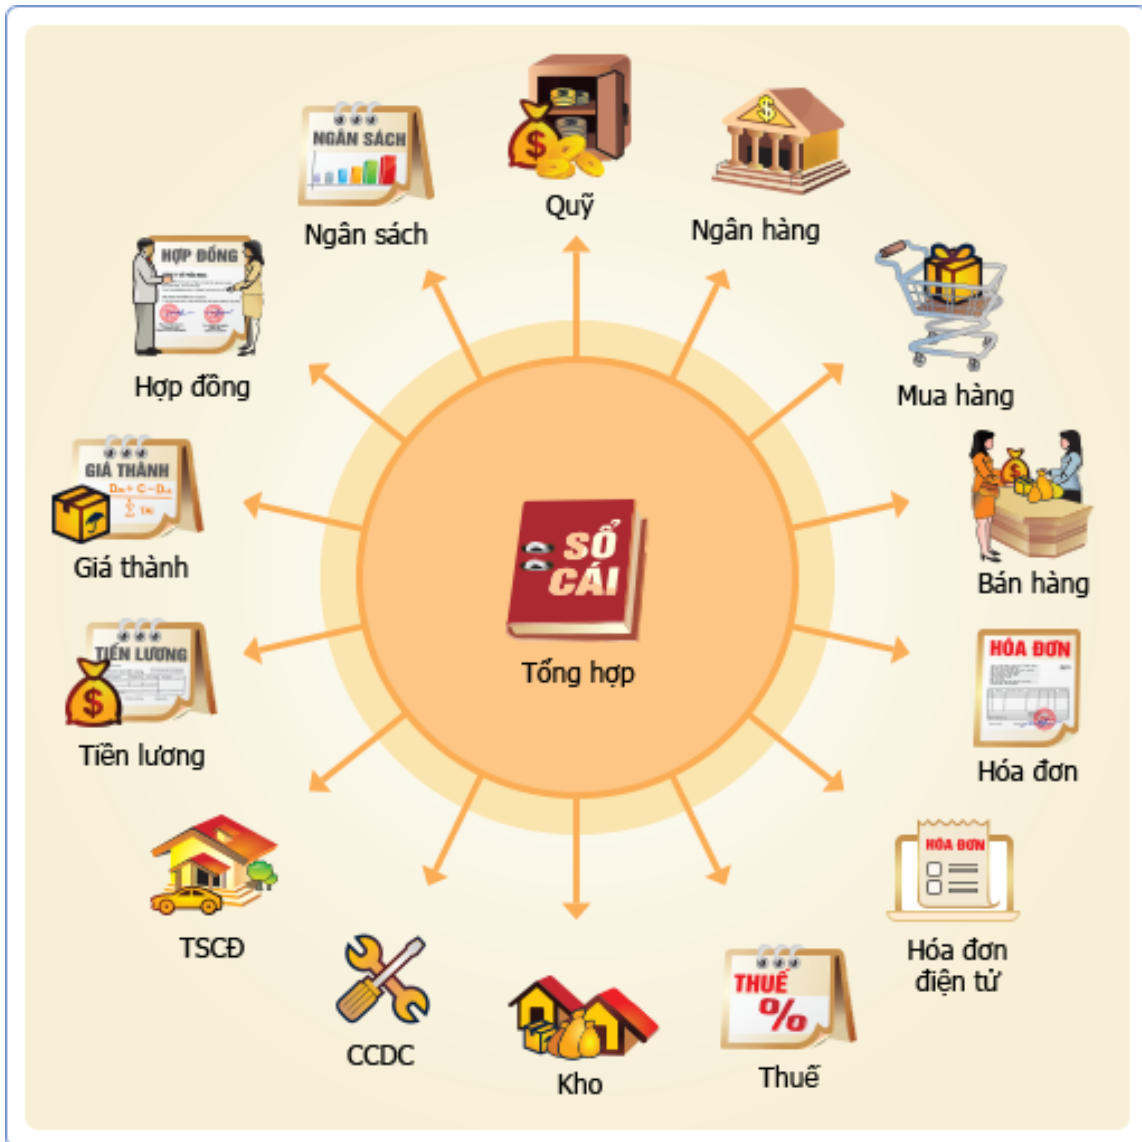 Quỹ
Ngân hàng
Mua hàng
Bán hàng
HÓA ĐƠN
Hóa đơn
HÓA ĐƠN
Hóa đơn
điện tử
THUẾ
%
Thuế
Kho
CCDC
TSCĐ
TIỀN LƯƠNG
Tiền lương
GIÁ THÀNH
Giá thành
HỢP ĐỒNG
Hợp đồng
NGÂN SÁCH
Ngân sách
SỔ
CÁI
Tổng hợp